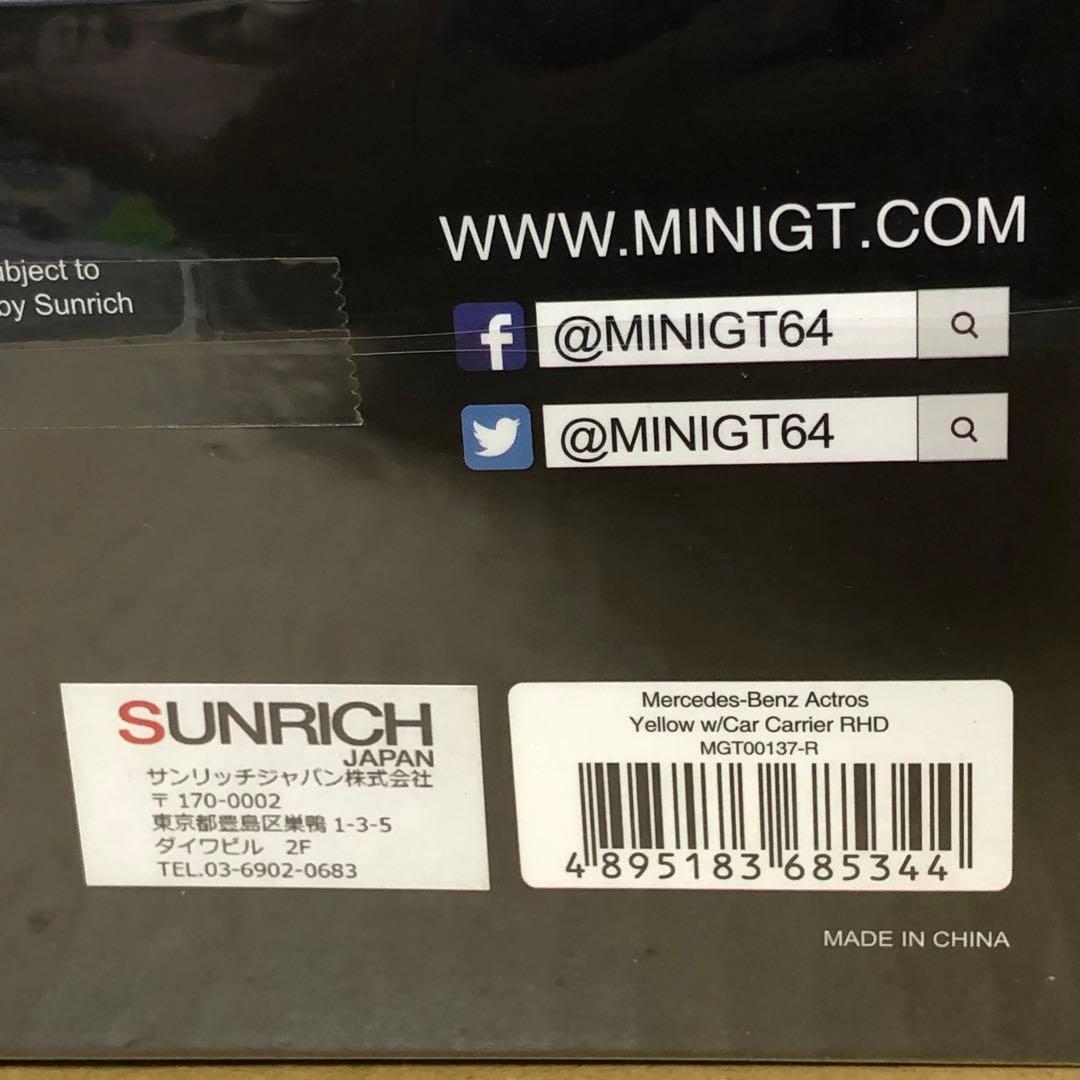 WWW.MINIGT.COM
ubject to
by Sunrich
f @MINIGT64
@MINIGT64
SUNRICH
JAPAN
サンリッチジャパン株式会社
〒 170-0002
東京都豊島区巣鴨 1-3-5
ダイワビル 2F
TEL.03-6902-0683
Mercedes-Benz Actros
Yellow w/Car Carrier RHD
MGT00137-R
4 895183 685344
MADE IN CHINA